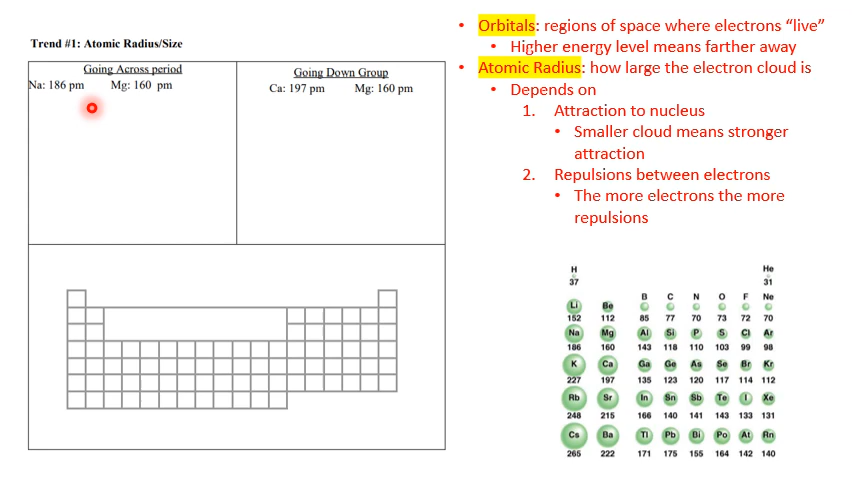 Trend #1: Atomic Radius/Size
Going Across period
Na: 186 pm Mg: 160 pm
Going Down Group
Ca: 197 pm Mg: 160 pm
• Orbitals: regions of space where electrons “live”
• Higher energy level means farther away
• Atomic Radius: how large the electron cloud is
• Depends on
1. Attraction to nucleus
• Smaller cloud means stronger
attraction
2. Repulsions between electrons
• The more electrons the more
repulsions
H He
37 31
Li Be B C N O F Ne
152 112 85 77 70 73 72 70
Na Mg Al Si P S Cl Ar
186 160 143 118 110 103 99 98
K Ca Ga Ge As Se Br Kr
227 197 135 123 120 117 114 112
Rb Sr In Sn Sb Te I Xe
248 215 166 140 141 143 133 131
Cs Ba Tl Pb Bi Po At Rn
265 222 171 175 155 164 142 140